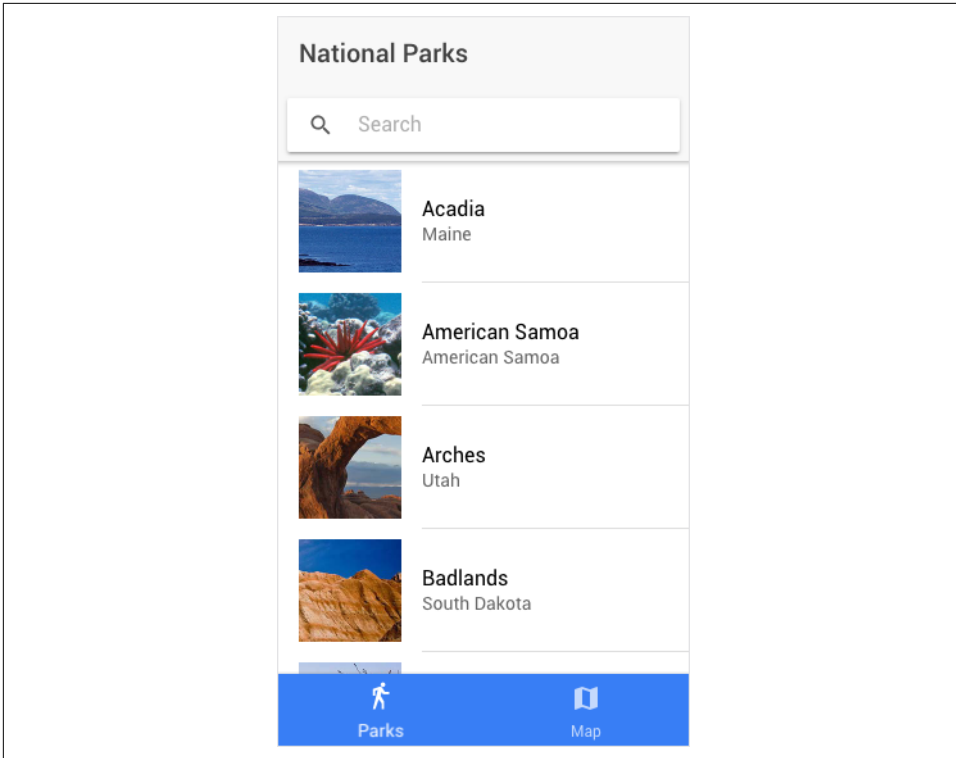 National Parks
Search
Acadia
Maine
American Samoa
American Samoa
Arches
Utah
Badlands
South Dakota
Parks
Map